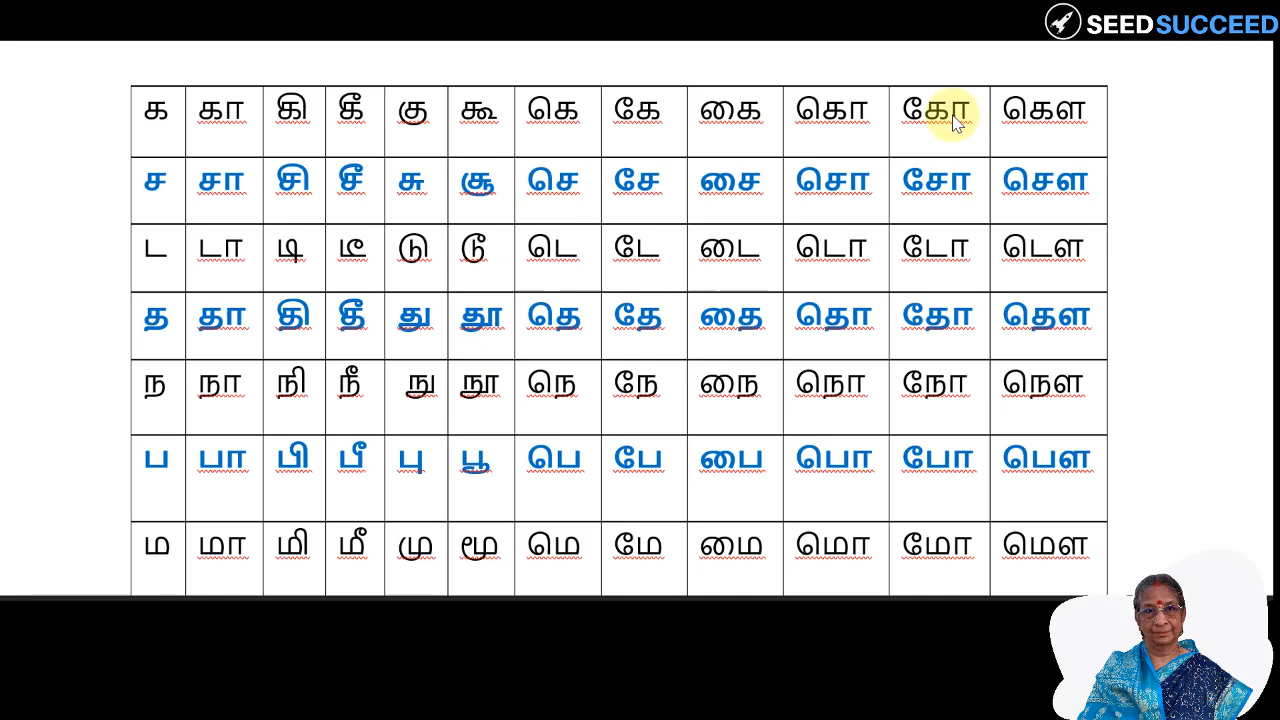 SEEDSUCCEED
க கா கி கீ கு கூ கெ கே கை கொ கோ கௌ
ச சா சி சீ சு சூ செ சே சை சொ சோ சௌ
ட டா டி டீ டு டூ டெ டே டை டொ டோ டௌ
த தா தி தீ து தூ தெ தே தை தொ தோ தௌ
ந நா நி நீ நு நூ நெ நே நை நொ நோ நௌ
ப பா பி பீ பு பூ பெ பே பை பொ போ பௌ
ம மா மி மீ மு மூ மெ மே மை மொ மோ மௌ